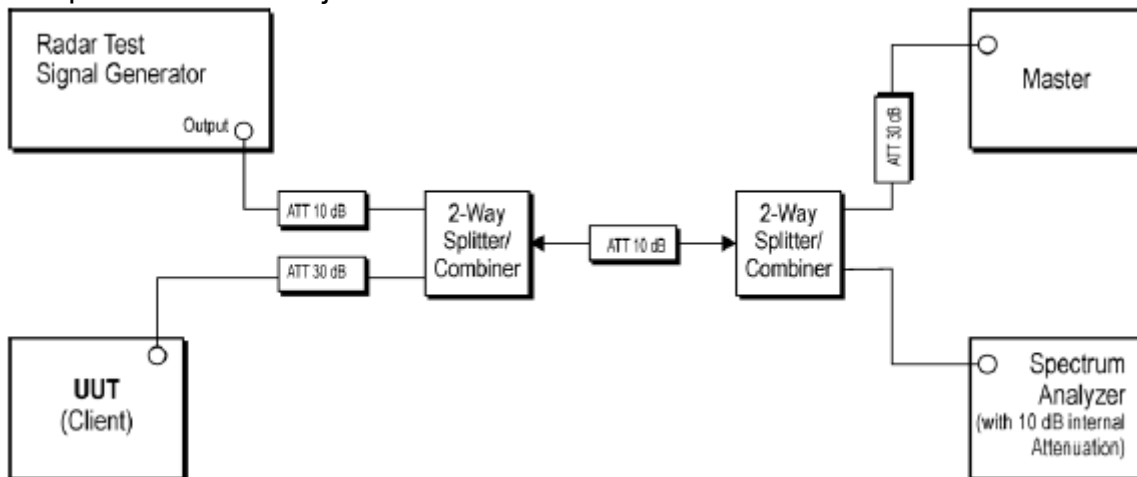 Radar Test
Signal Generator
Output
ATT 10 dB
ATT 30 dB
2-Way
Splitter/
Combiner
ATT 10 dB
2-Way
Splitter/
Combiner
ATT 30 dB
Master
UUT
(Client)
Spectrum
Analyzer
(with 10 dB internal
Attenuation)